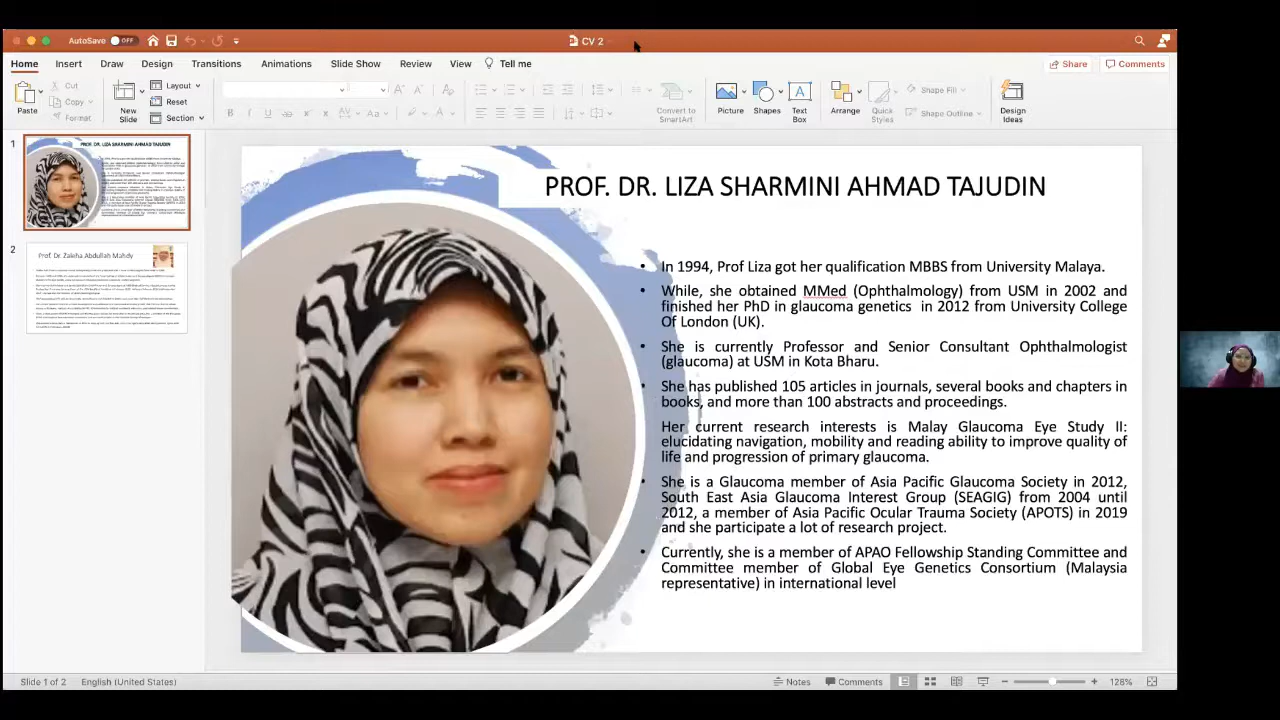 AutoSave OFF
CV 2
Home Insert Draw Design Transitions Animations Slide Show Review View Tell me
Share Comments
Paste Cut Copy Format
New Slide
Layout Reset Section
Convert to SmartArt
Picture Shapes Text Box
Arrange Quick Styles
Shape Fill Shape Outline
Design Ideas
1
PROF. DR. LIZA SHARMINI AHMAD TAJUDIN
2
Prof. Dr. Zaleha Abdullah Mahdy
PROF. DR. LIZA SHARMINI AHMAD TAJUDIN
• In 1994, Prof Liza gain qualification MBBS from University Malaya.
• While, she obtained MMed (Ophthalmology) from USM in 2002 and
finished her PhD in glaucoma genetics in 2012 from University College
Of London (UK).
• She is currently Professor and Senior Consultant Ophthalmologist
(glaucoma) at USM in Kota Bharu.
• She has published 105 articles in journals, several books and chapters in
books, and more than 100 abstracts and proceedings.
Her current research interests is Malay Glaucoma Eye Study II:
elucidating navigation, mobility and reading ability to improve quality of
life and progression of primary glaucoma.
• She is a Glaucoma member of Asia Pacific Glaucoma Society in 2012,
South East Asia Glaucoma Interest Group (SEAGIG) from 2004 until
2012, a member of Asia Pacific Ocular Trauma Society (APOTS) in 2019
and she participate a lot of research project.
• Currently, she is a member of APAO Fellowship Standing Committee and
Committee member of Global Eye Genetics Consortium (Malaysia
representative) in international level
Slide 1 of 2 English (United States)
Notes Comments 128%